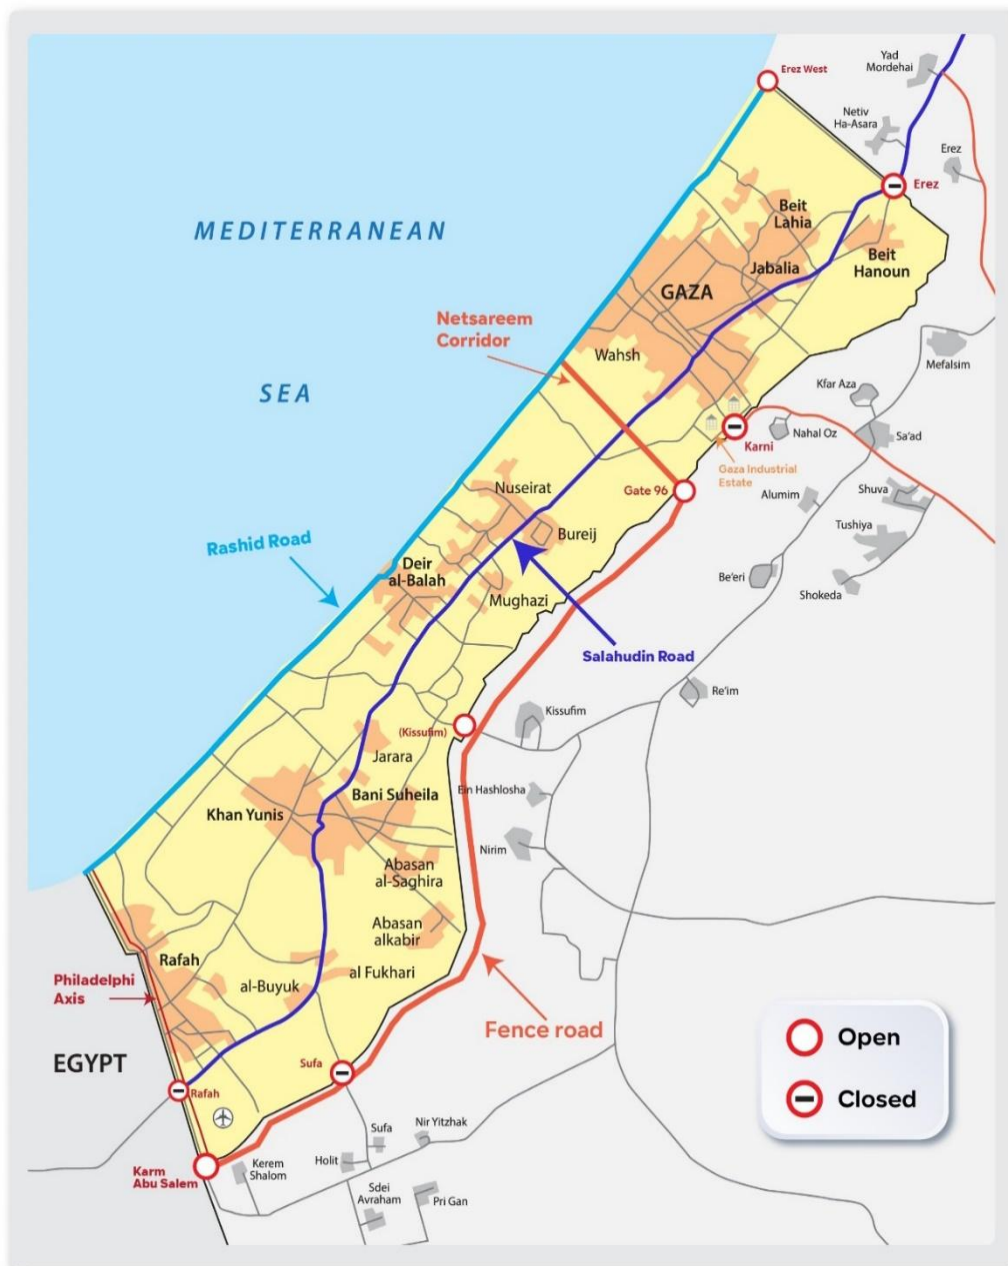 Erez West
Yad
Mordehai
Netiv
Ha-Asara
Erez
Erez
MEDITERRANEAN
SEA
Beit
Lahia
Jabalia
Beit
Hanoun
GAZA
Netsareem
Corridor
Wahsh
Mefalsim
Kfar Aza
Karni
Nahal Oz
Sa'ad
Gaza Industrial
Estate
Nuseirat
Gate 96
Alumim
Shuva
Tushiya
Rashid Road
Bureij
Deir
al-Balah
Mughazi
Be'eri
Shokeda
Salahudin Road
Re'im
(Kissufim)
Kissufim
Jarara
Bani Suheila
Ein Hashlosha
Khan Yunis
Nirim
Abasan
al-Saghira
Abasan
alkabir
Rafah
al-Buyuk
al Fukhari
Philadelphi
Axis
Fence road
EGYPT
Open
Closed
Sufa
Rafah
Karm
Abu Salem
Kerem
Shalom
Holit
Sufa
Nir Yitzhak
Sdei
Avraham
Pri Gan